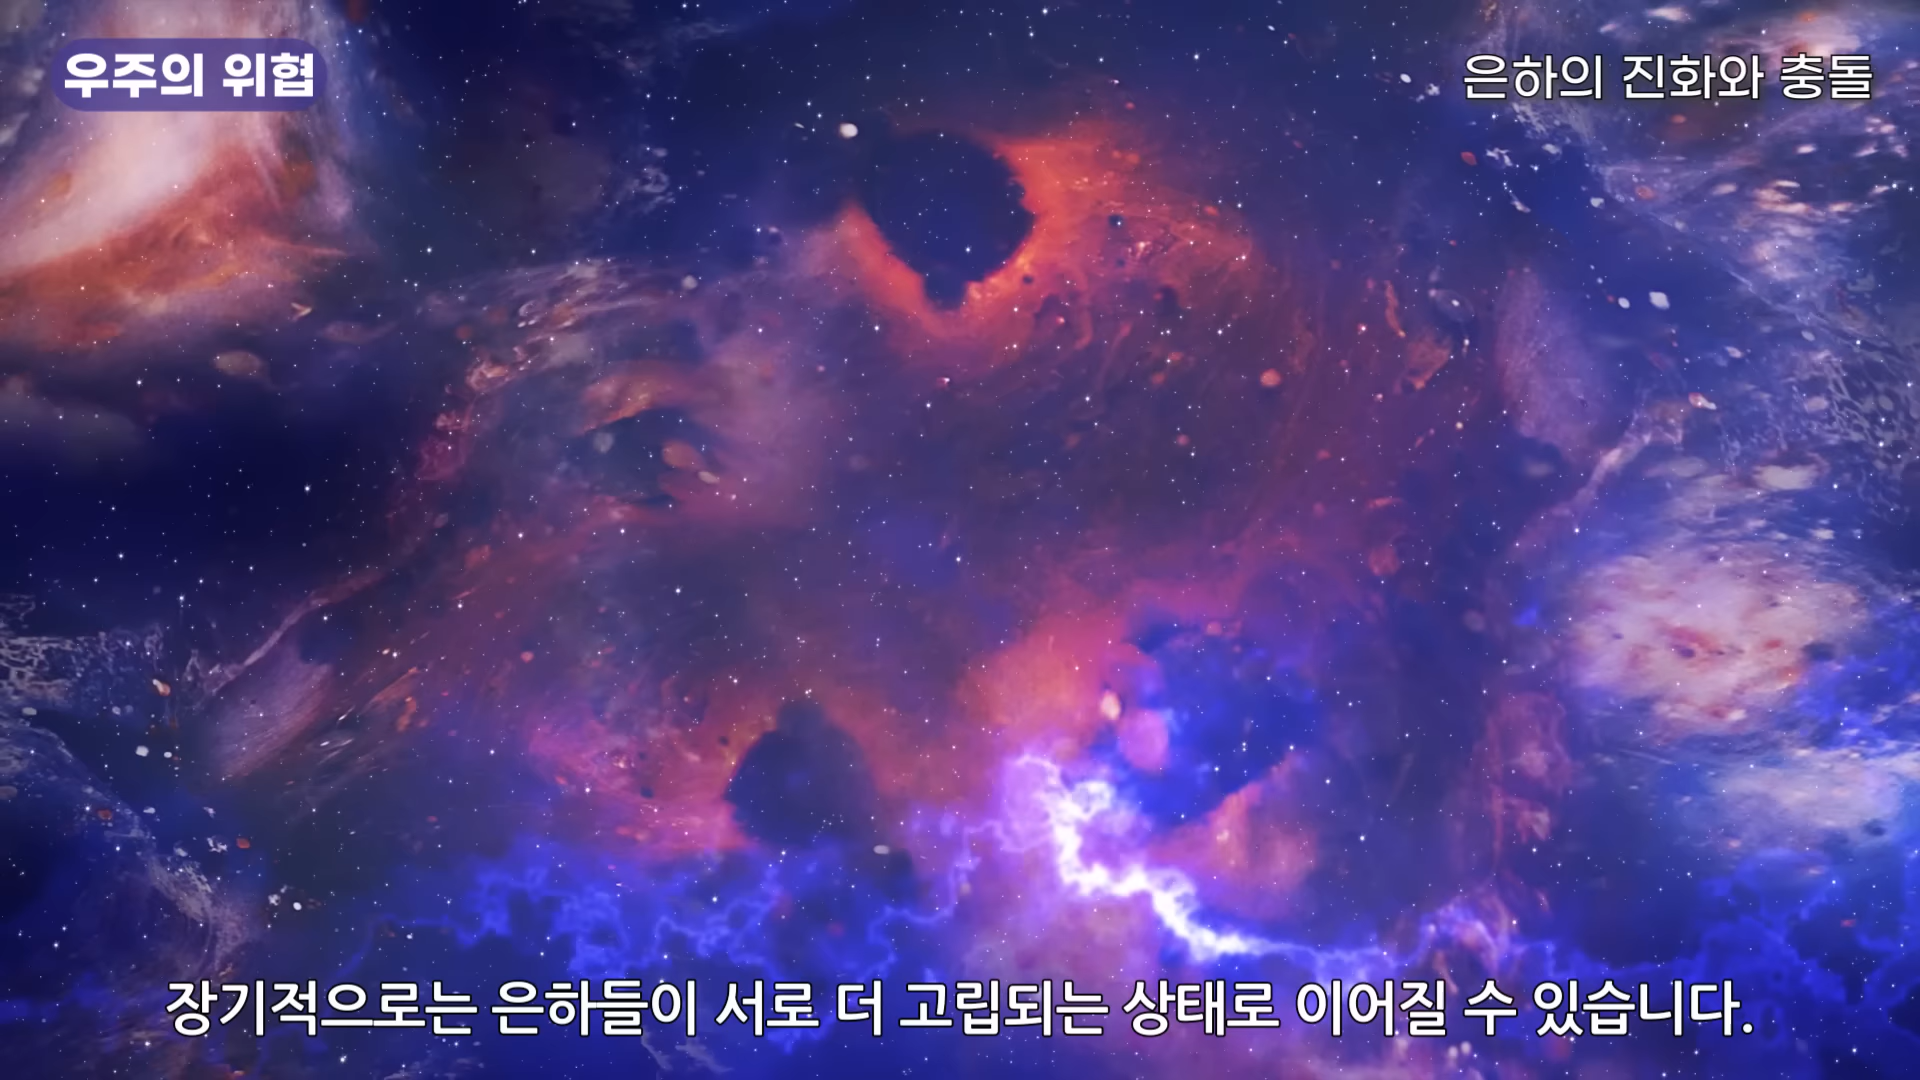 우주의 위협
은하의 진화와 충돌
장기적으로는 은하들이 서로 더 고립되는 상태로 이어질 수 있습니다.